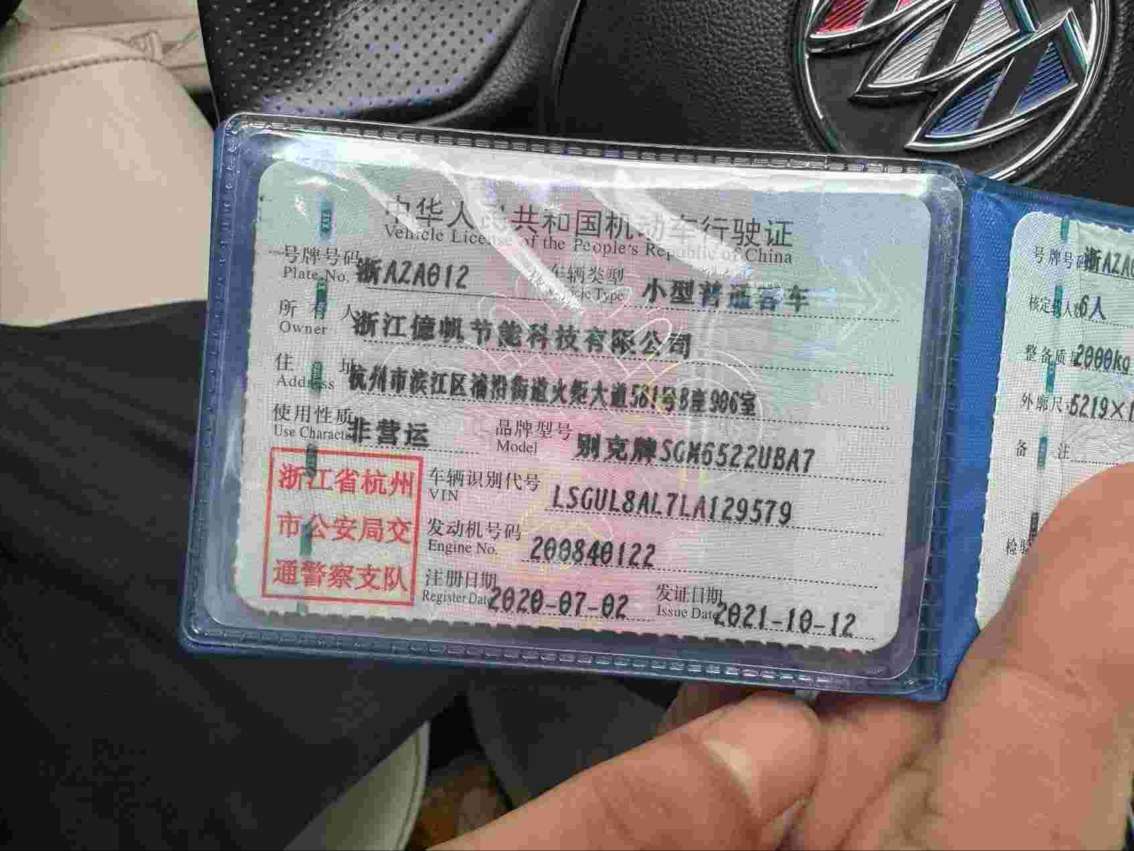 中华人民共和国机动车行驶证
Vehicle License of the People's Republic of China
号牌号码 浙AZA012 车辆类型 小型普通客车
Plate No. Type
所有人 浙江億帆节能科技有限公司
Owner
住址 杭州市滨江区浦沿街道火炬大道581号B座906室
Address
使用性质 非营运 品牌型号 别克牌SGM6522UBA7
Use Character Model
车辆识别代号 LSGUL8AL7LA129579
VIN
发动机号码 200840122
Engine No.
注册日期 2020-07-02 发证日期 2021-10-12
Register Date Issue Date
浙江省杭州
市公安局交
通警察支队
号牌号码 浙AZA0
核定载人数 6人
整备质量 2000kg
外廓尺寸 5219×1
备注
检验